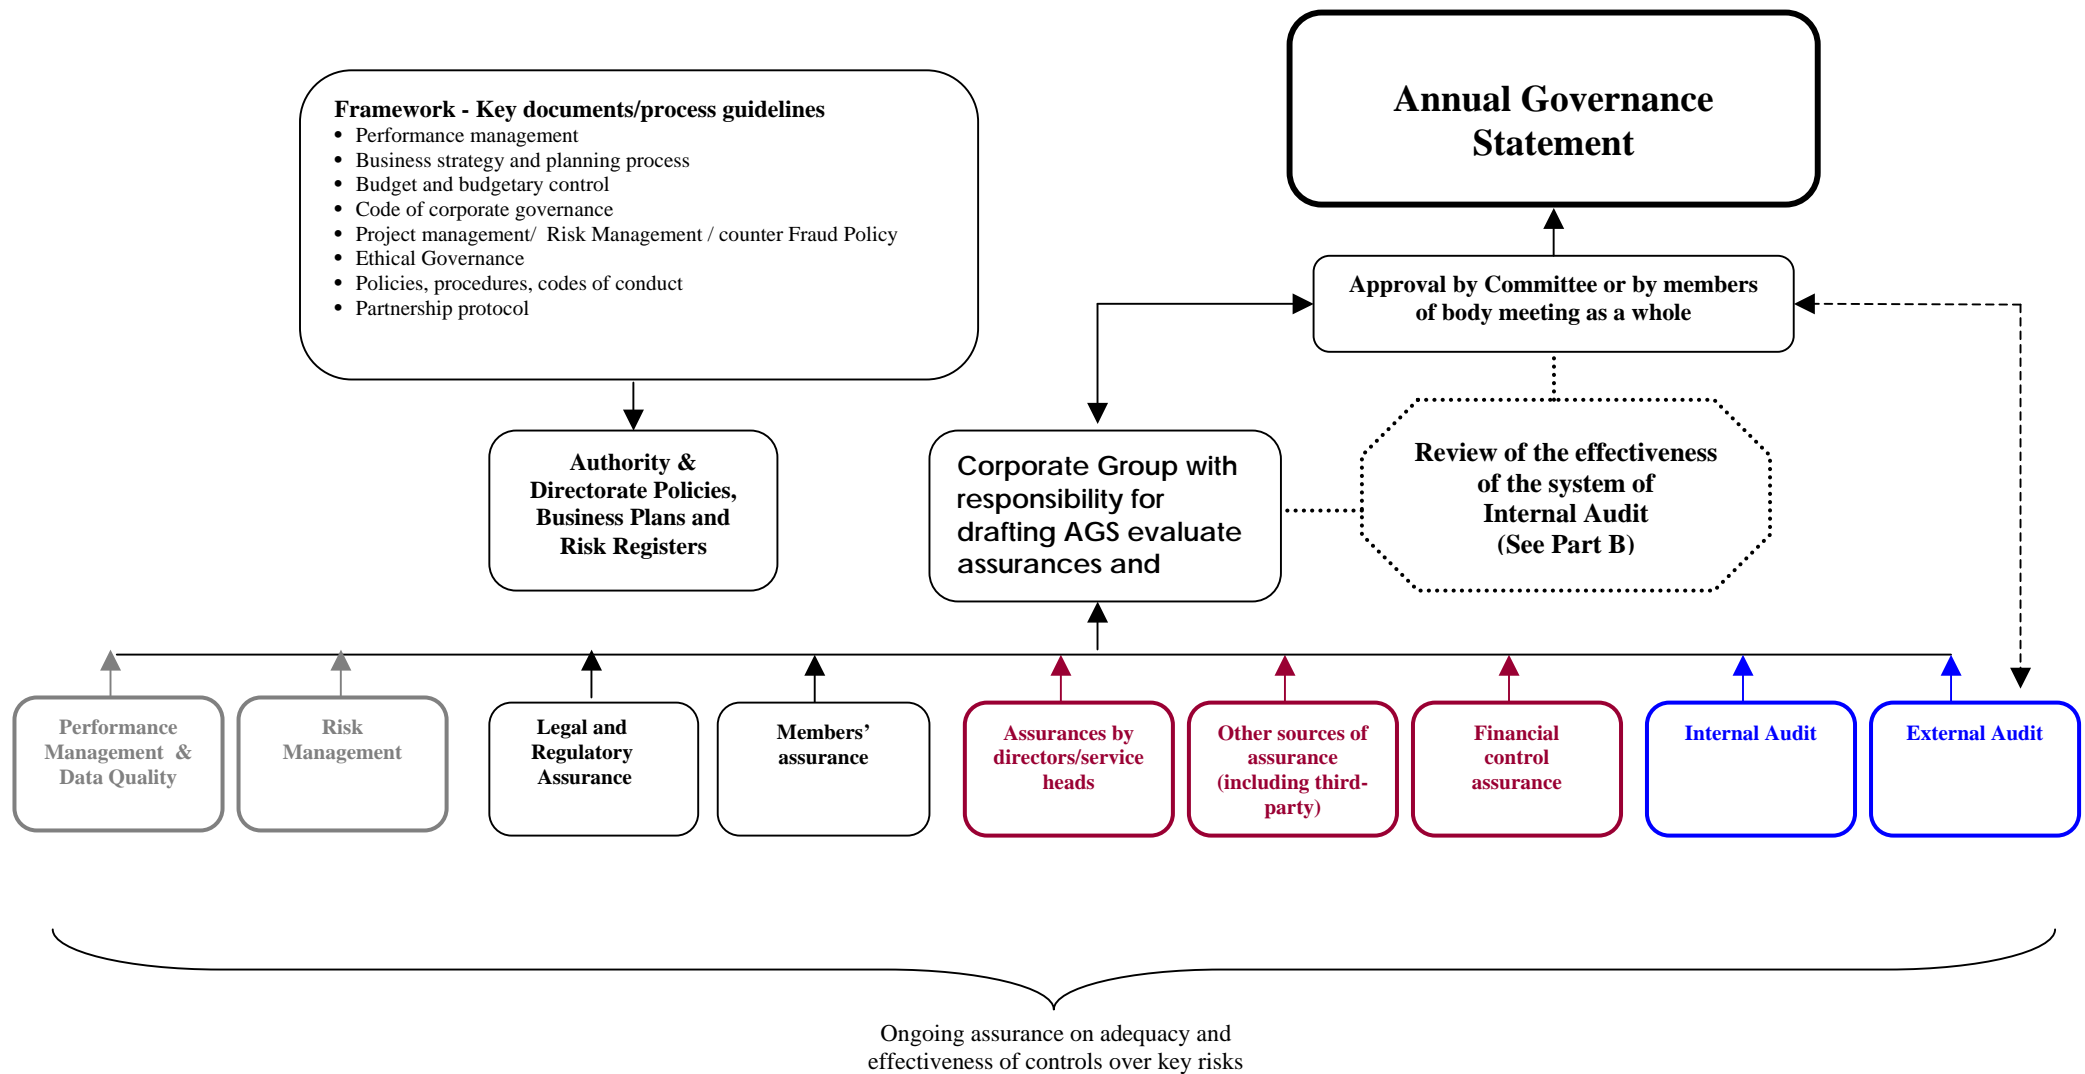 Annual Governance
Statement
Framework - Key documents/process guidelines
• Performance management
• Business strategy and planning process
• Budget and budgetary control
• Code of corporate governance
• Project management/  Risk Management / counter Fraud Policy
• Ethical Governance
• Policies, procedures, codes of conduct
• Partnership protocol
Approval by Committee or by members
of body meeting as a whole
Authority &
Directorate Policies,
Business Plans and
Risk Registers
Corporate Group with
responsibility for
drafting AGS evaluate
assurances and
Review of the effectiveness
of the system of
Internal Audit
(See Part B)
Performance
Management  &
Data Quality
Risk
Management
Legal and
Regulatory
Assurance
Members’
assurance
Assurances by
directors/service
heads
Other sources of
assurance
(including third-
party)
Financial
control
assurance
Internal Audit
External Audit
Ongoing assurance on adequacy and
effectiveness of controls over key risks